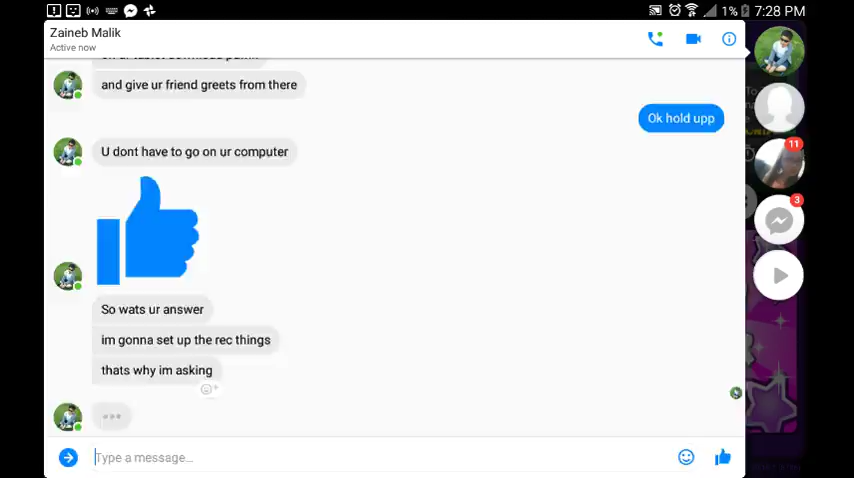 1% 7:28 PM
Zaineb Malik
Active now
and give ur friend greets from there
Ok hold upp
U dont have to go on ur computer
11
3
So wats ur answer
im gonna set up the rec things
thats why im asking
Type a message...